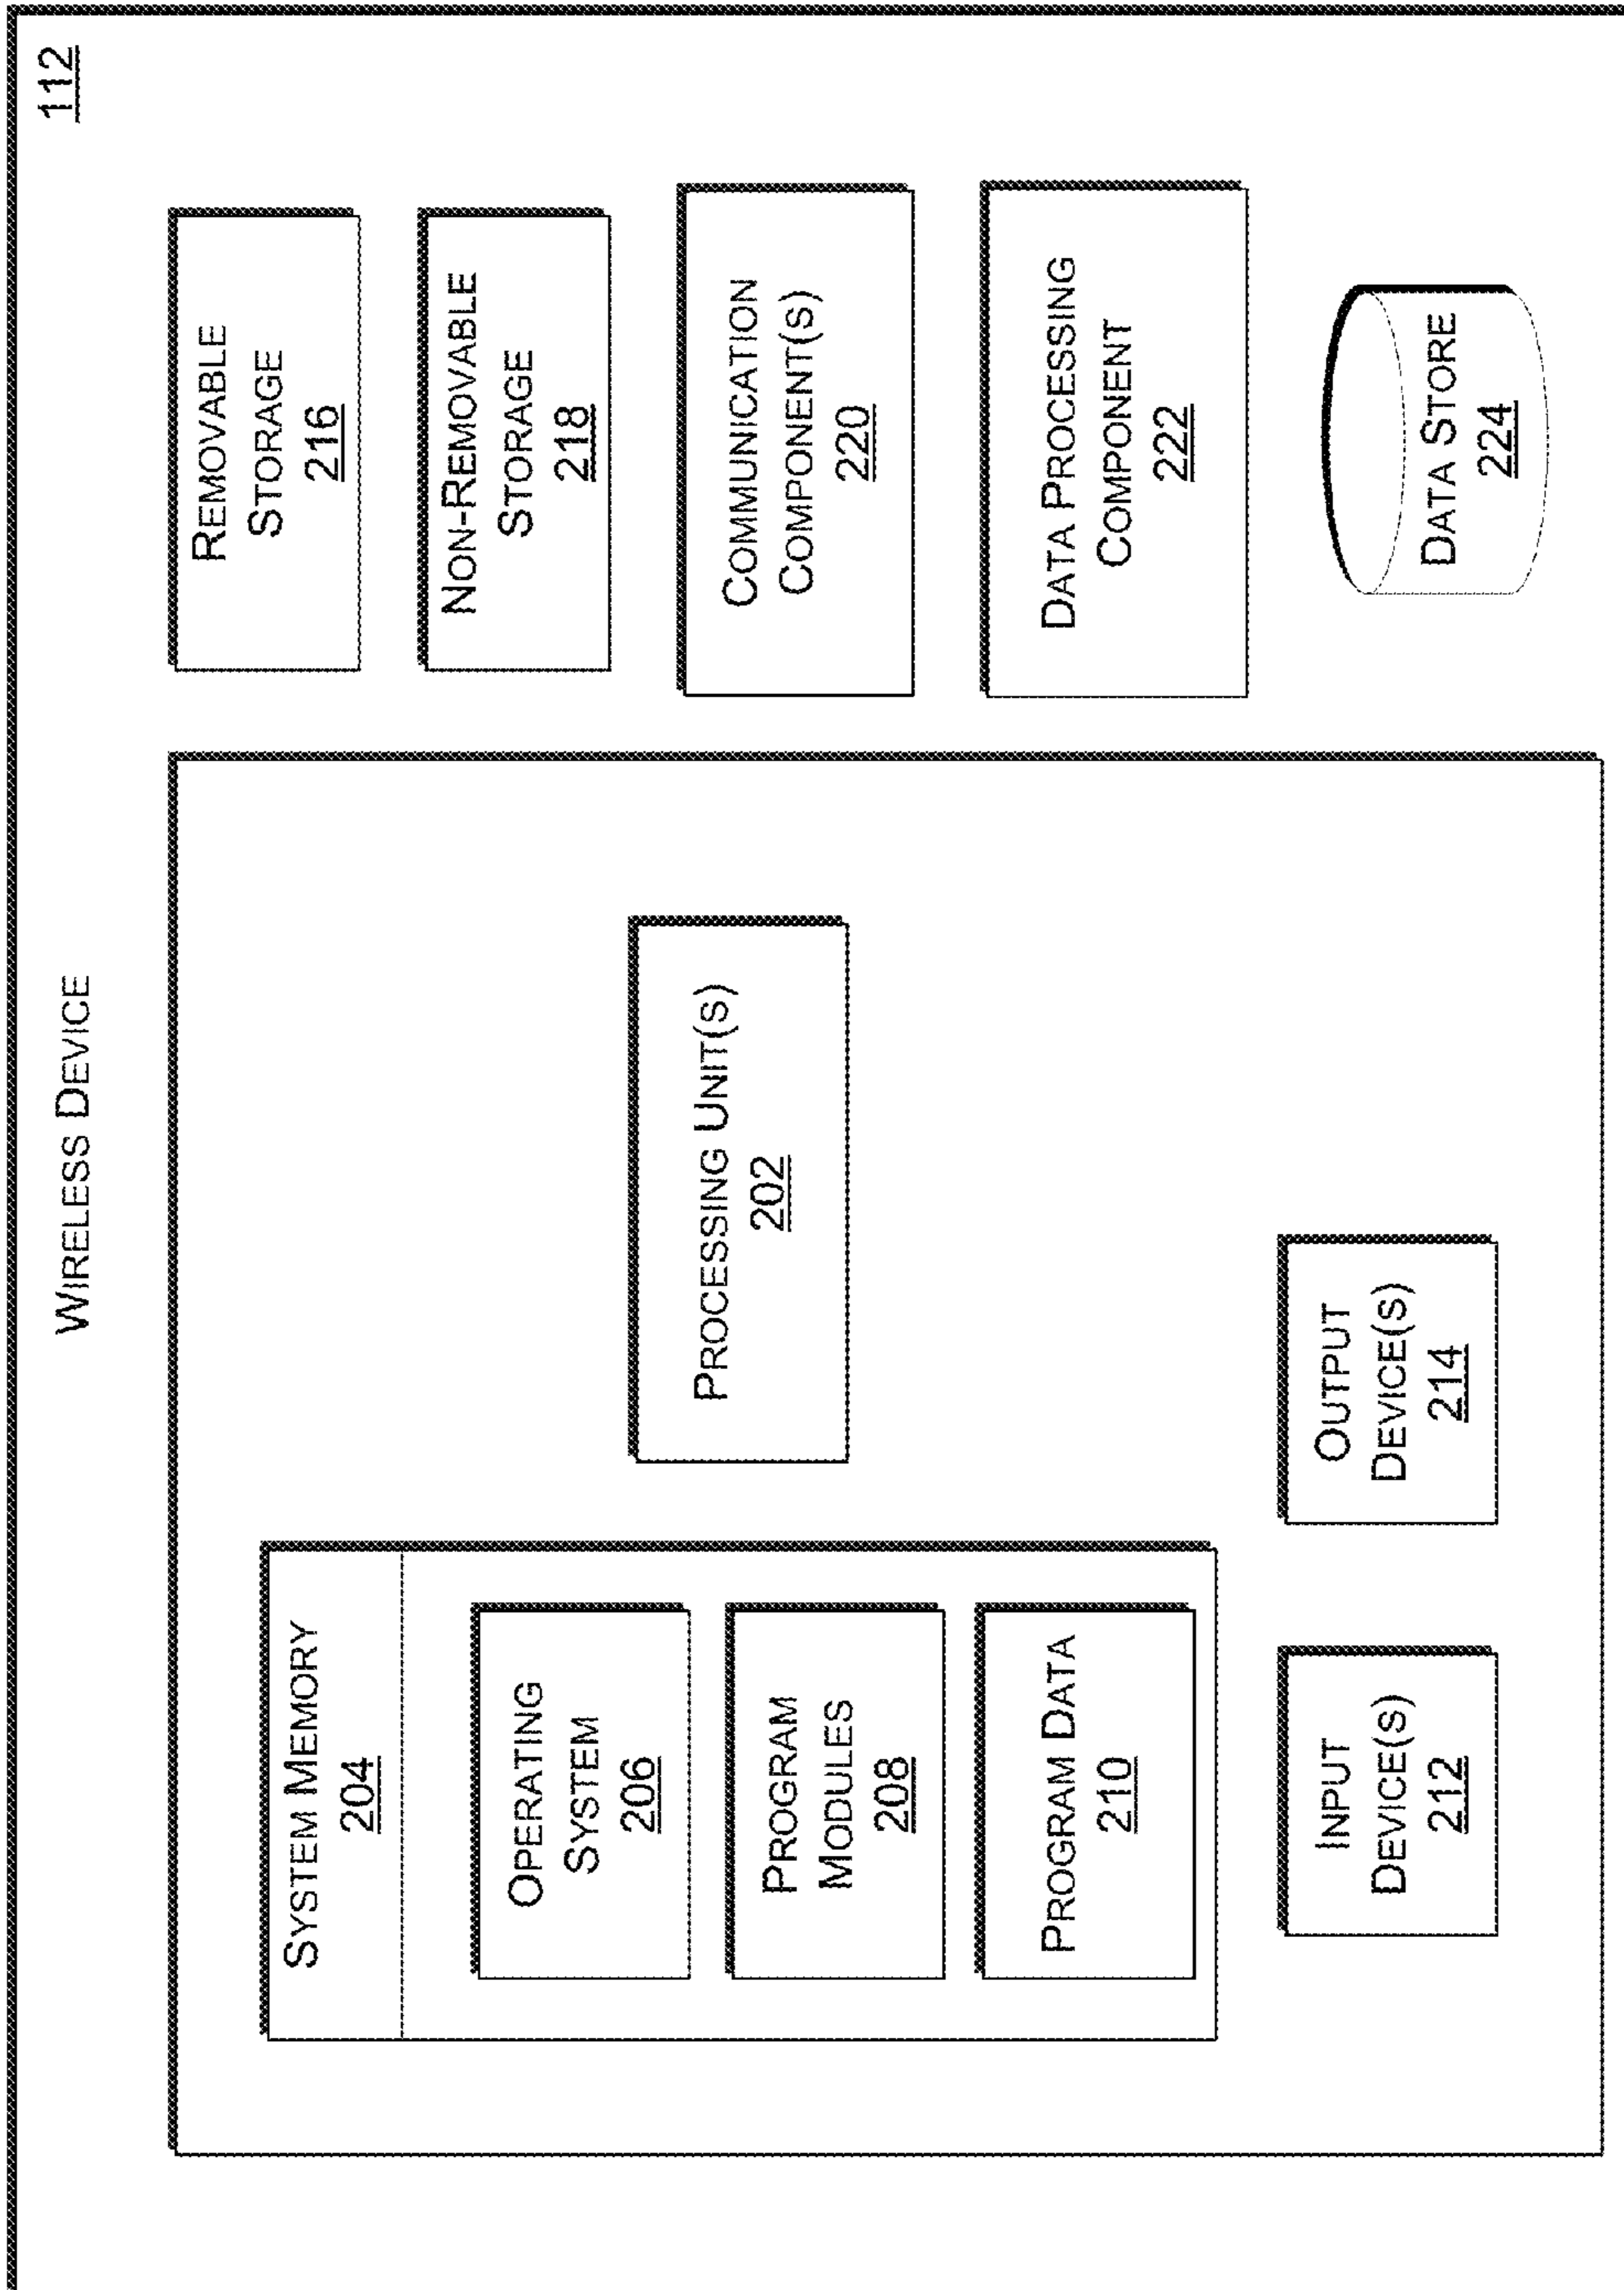 WIRELESS DEVICE
112
SYSTEM MEMORY
204
OPERATING
SYSTEM
206
PROGRAM
MODULES
208
PROGRAM DATA
210
PROCESSING UNIT(S)
202
INPUT
DEVICE(S)
212
OUTPUT
DEVICE(S)
214
REMOVABLE
STORAGE
216
NON-REMOVABLE
STORAGE
218
COMMUNICATION
COMPONENT(S)
220
DATA PROCESSING
COMPONENT
222
DATA STORE
224